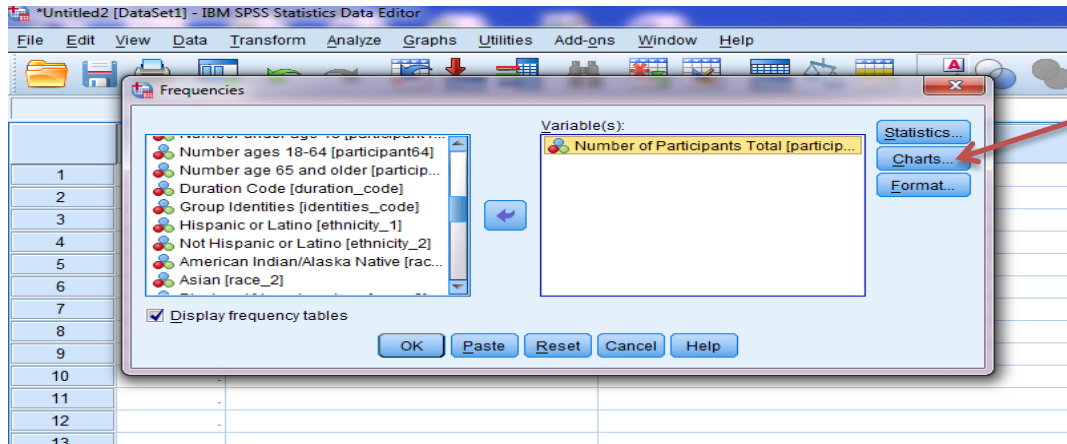 *Untitled2 [DataSet1] - IBM SPSS Statistics Data Editor
File Edit View Data Transform Analyze Graphs Utilities Add-ons Window Help
A
Frequencies
Variable(s):
Number of Participants Total [particip...
Statistics...
Charts...
Format...
Number ages 18-64 [participant64]
Number age 65 and older [particip...
Duration Code [duration_code]
Group Identities [identities_code]
Hispanic or Latino [ethnicity_1]
Not Hispanic or Latino [ethnicity_2]
American Indian/Alaska Native [rac...
Asian [race_2]
Display frequency tables
OK Paste Reset Cancel Help
1
2
3
4
5
6
7
8
9
10
11
12
13